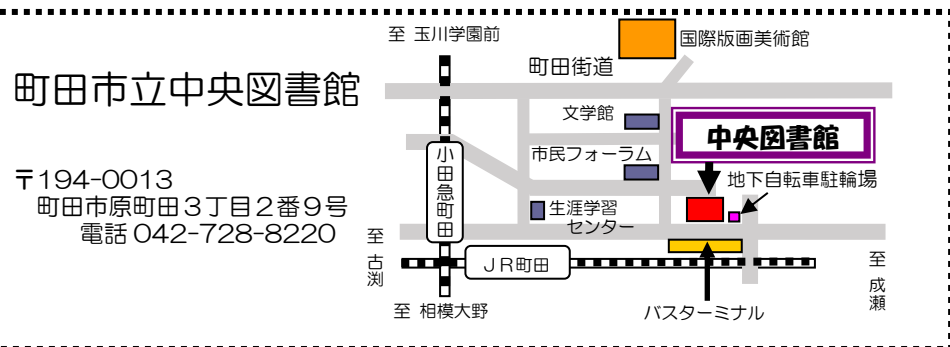 町田市立中央図書館
〒194-0013
町田市原町田3丁目2番9号
電話 042-728-8220
至 玉川学園前
国際版画美術館
町田街道
文学館
中央図書館
市民フォーラム
地下自転車駐輪場
小田急町田
生涯学習
センター
至 古渕
JR町田
至 成瀬
至 相模大野
バスターミナル